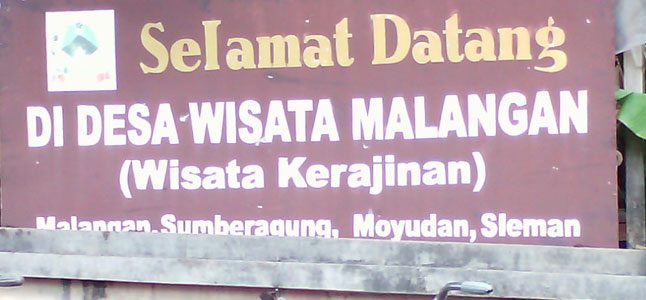 Selamat Datang
DI DESA WISATA MALANGAN
(Wisata Kerajinan)
Malangan, Sumberagung, Moyudan, Sleman